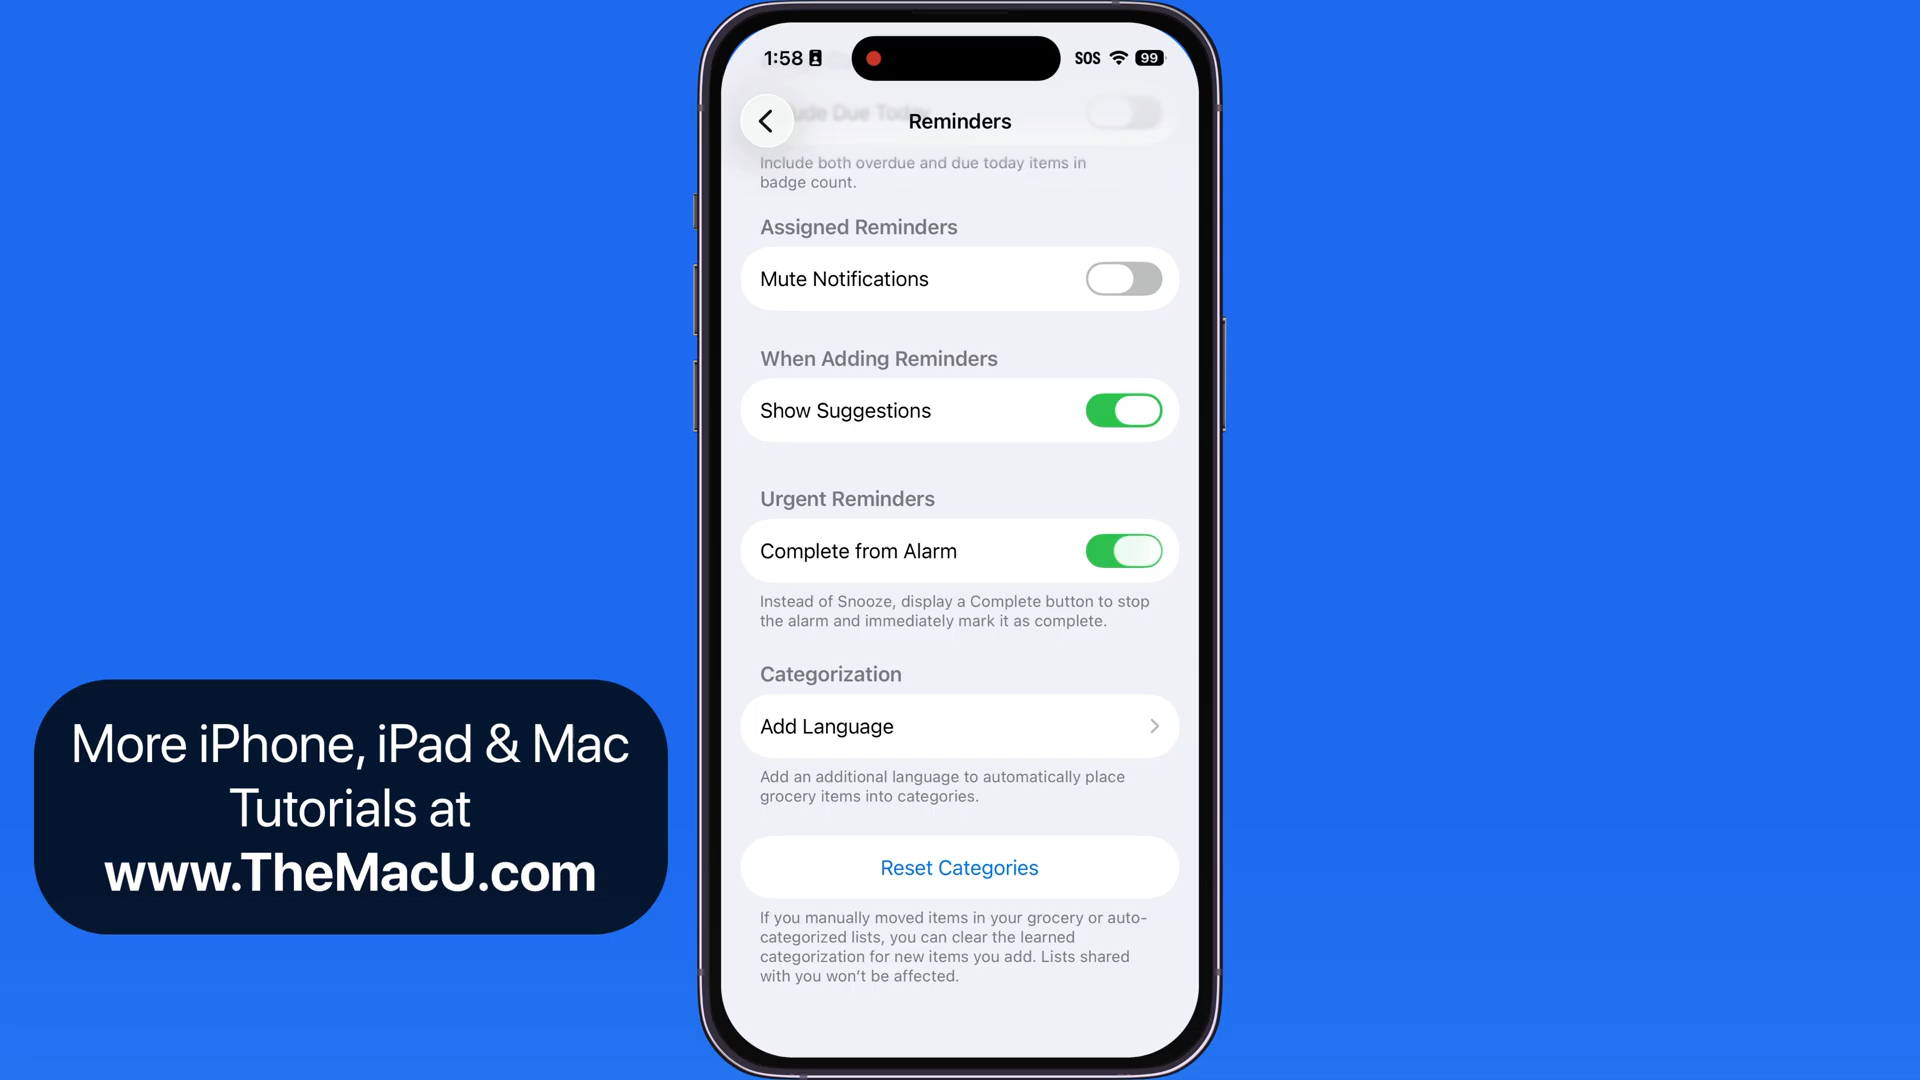 1:58
SOS
99
ude Due Today
Reminders
Include both overdue and due today items in
badge count.
Assigned Reminders
Mute Notifications
When Adding Reminders
Show Suggestions
Urgent Reminders
Complete from Alarm
Instead of Snooze, display a Complete button to stop
the alarm and immediately mark it as complete.
Categorization
Add Language
Add an additional language to automatically place
grocery items into categories.
Reset Categories
If you manually moved items in your grocery or auto-
categorized lists, you can clear the learned
categorization for new items you add. Lists shared
with you won't be affected.
More iPhone, iPad & Mac
Tutorials at
www.TheMacU.com